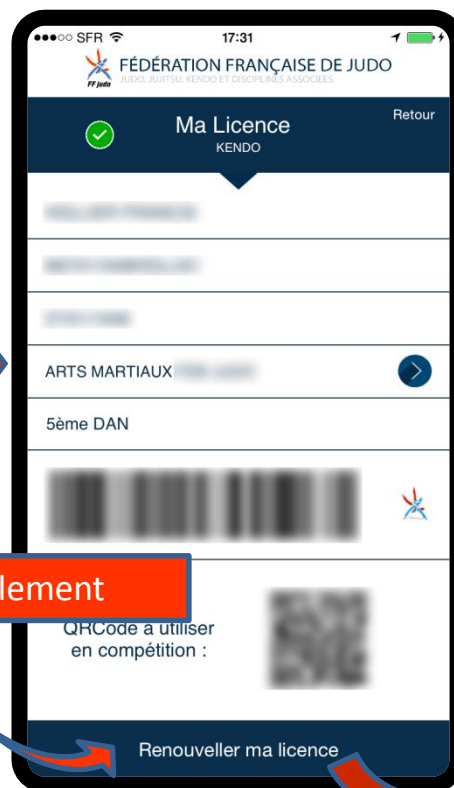 SFR 17:31
FÉDÉRATION FRANÇAISE DE JUDO
JUDO, JUJITSU, KENDO ET DISCIPLINES ASSOCIEES
FF judo
Ma Licence
Retour
KENDO
ARTS MARTIAUX
5ème DAN
lement
QRCode à utiliser
en compétition :
Renouveller ma licence